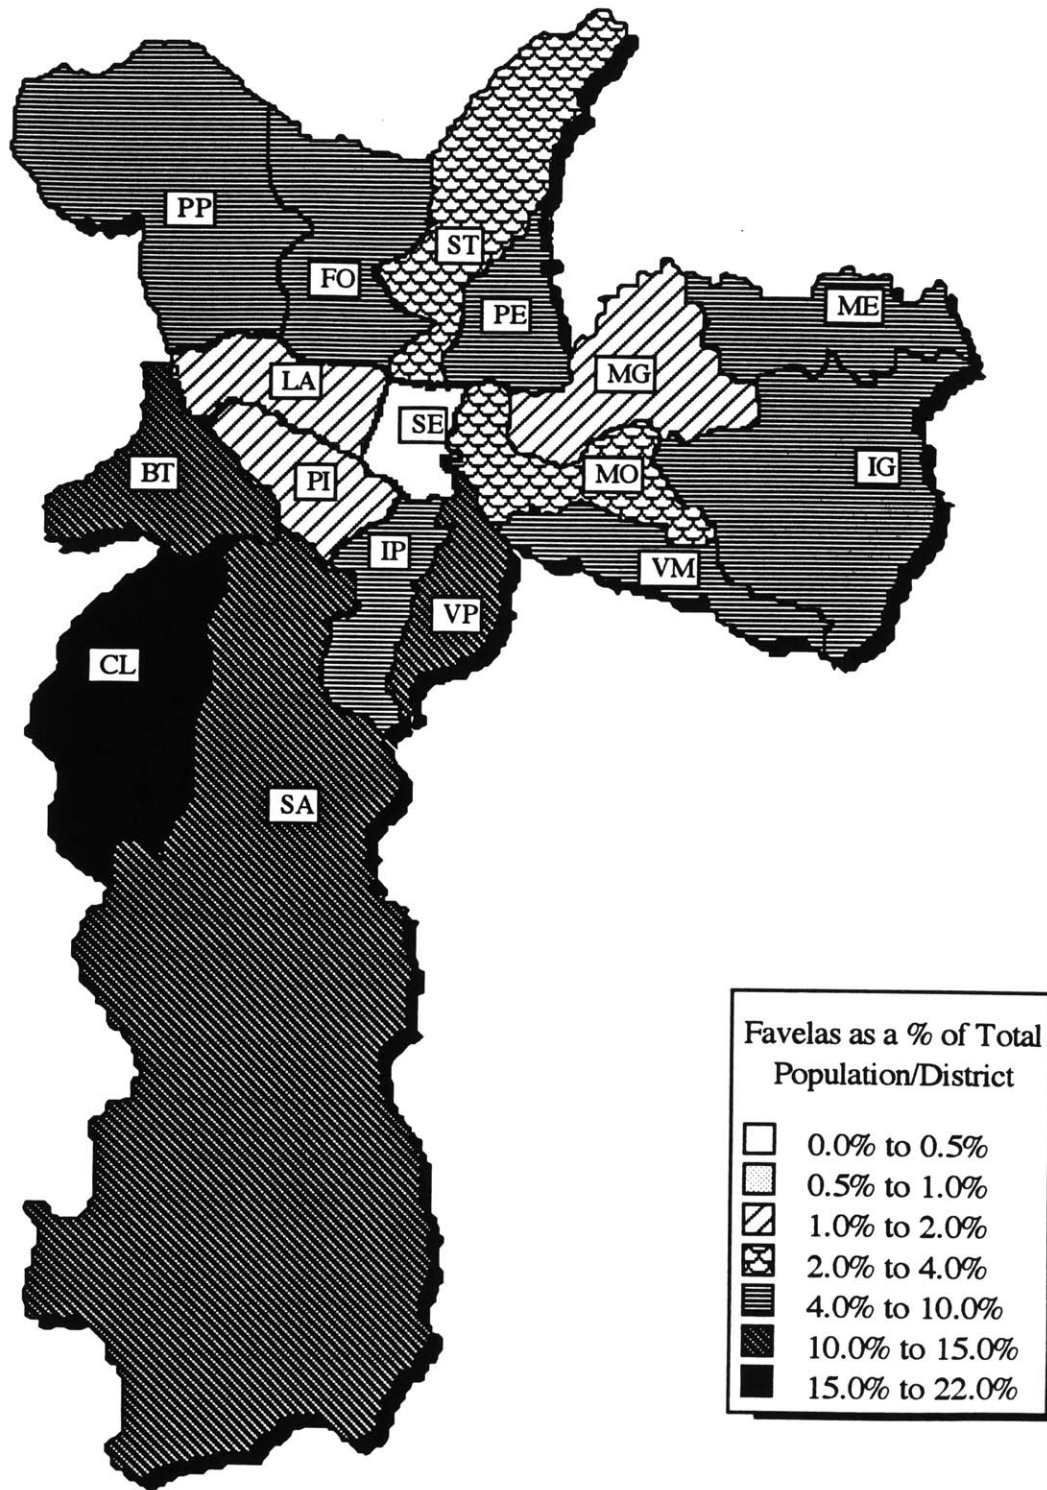 PP
ST
FO
PE
ME
MG
LA
SE
BT
PI
MO
IG
IP
VM
VP
CL
SA
Favelas as a % of Total
Population/District
0.0% to 0.5%
0.5% to 1.0%
1.0% to 2.0%
2.0% to 4.0%
4.0% to 10.0%
10.0% to 15.0%
15.0% to 22.0%